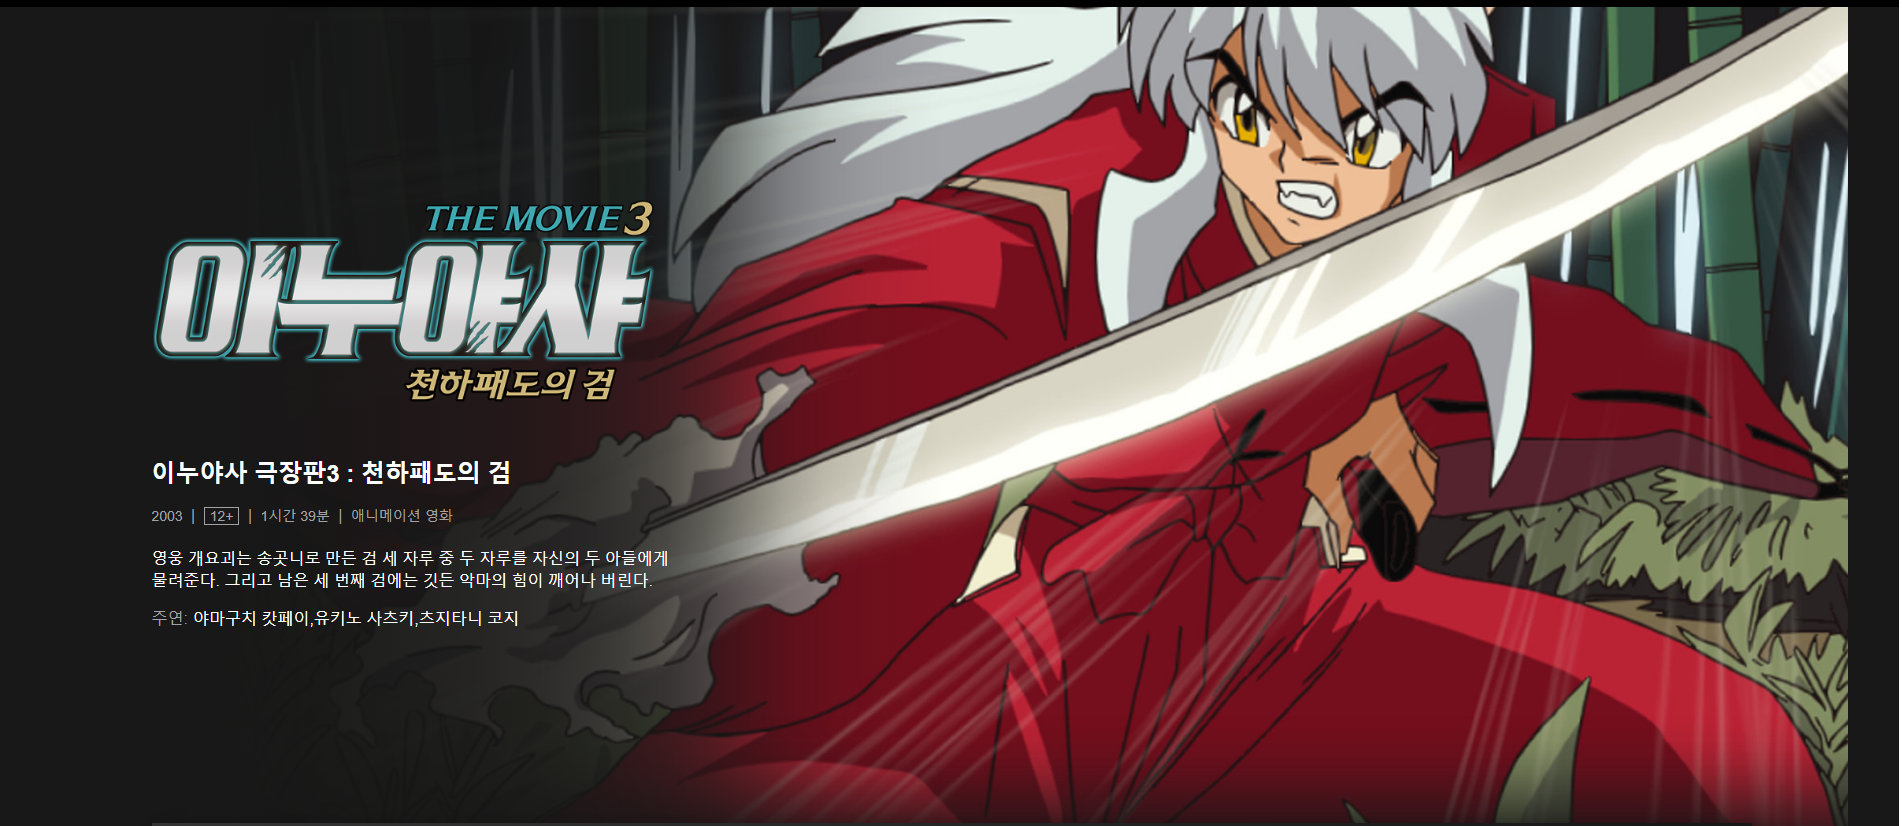 THE MOVIE 3
이누야샤
천하패도의 검
이누야사 극장판3 : 천하패도의 검
2003 | 12+ | 1시간 39분 | 애니메이션 영화
영웅 개요괴는 송곳니로 만든 검 세 자루 중 두 자루를 자신의 두 아들에게
물려준다. 그리고 남은 세 번째 검에는 깃든 악마의 힘이 깨어나 버린다.
주연: 야마구치 캇페이,유키노 사츠키,츠지타니 코지